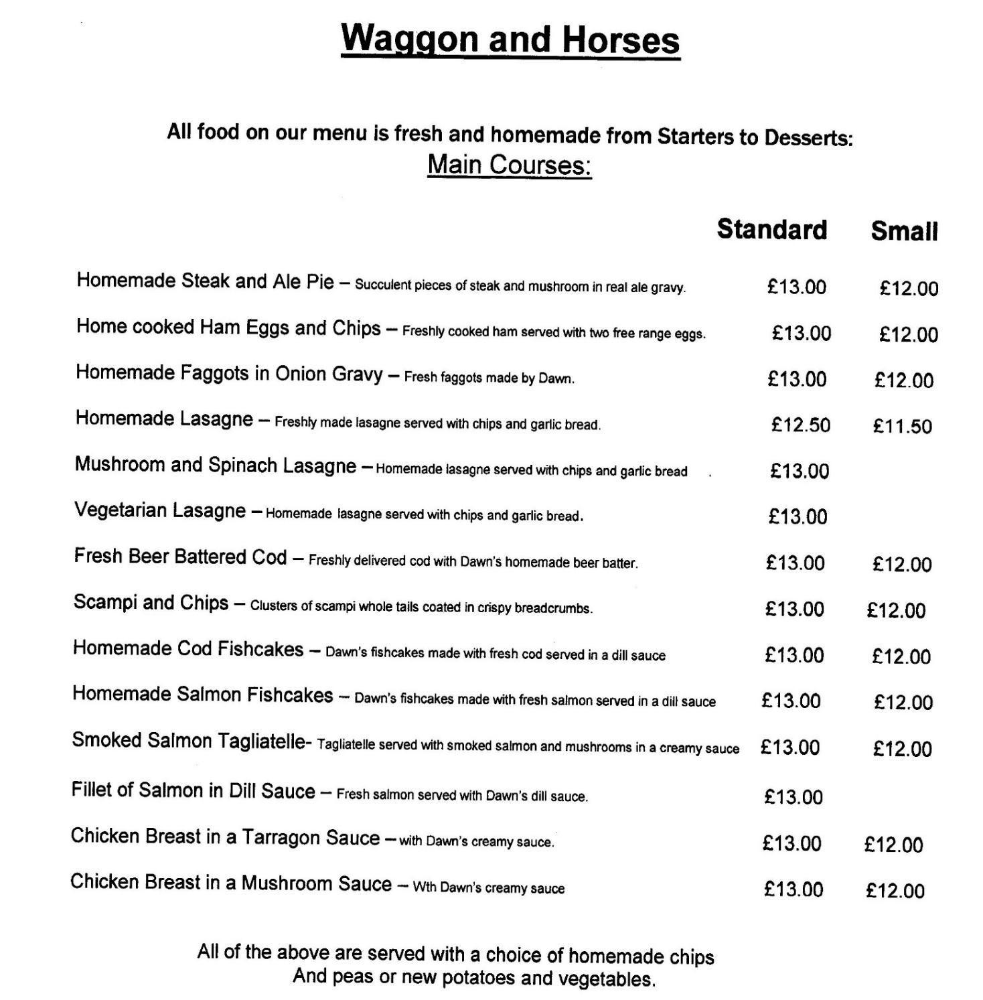 Waggon and Horses
All food on our menu is fresh and homemade from Starters to Desserts:
Main Courses:
Standard Small
Homemade Steak and Ale Pie – Succulent pieces of steak and mushroom in real ale gravy. £13.00 £12.00
Home cooked Ham Eggs and Chips – Freshly cooked ham served with two free range eggs. £13.00 £12.00
Homemade Faggots in Onion Gravy – Fresh faggots made by Dawn. £13.00 £12.00
Homemade Lasagne – Freshly made lasagne served with chips and garlic bread. £12.50 £11.50
Mushroom and Spinach Lasagne – Homemade lasagne served with chips and garlic bread . £13.00
Vegetarian Lasagne – Homemade lasagne served with chips and garlic bread. £13.00
Fresh Beer Battered Cod – Freshly delivered cod with Dawn's homemade beer batter. £13.00 £12.00
Scampi and Chips – Clusters of scampi whole tails coated in crispy breadcrumbs. £13.00 £12.00
Homemade Cod Fishcakes – Dawn's fishcakes made with fresh cod served in a dill sauce £13.00 £12.00
Homemade Salmon Fishcakes – Dawn's fishcakes made with fresh salmon served in a dill sauce £13.00 £12.00
Smoked Salmon Tagliatelle- Tagliatelle served with smoked salmon and mushrooms in a creamy sauce £13.00 £12.00
Fillet of Salmon in Dill Sauce – Fresh salmon served with Dawn's dill sauce. £13.00
Chicken Breast in a Tarragon Sauce – with Dawn's creamy sauce. £13.00 £12.00
Chicken Breast in a Mushroom Sauce – Wth Dawn's creamy sauce £13.00 £12.00
All of the above are served with a choice of homemade chips
And peas or new potatoes and vegetables.